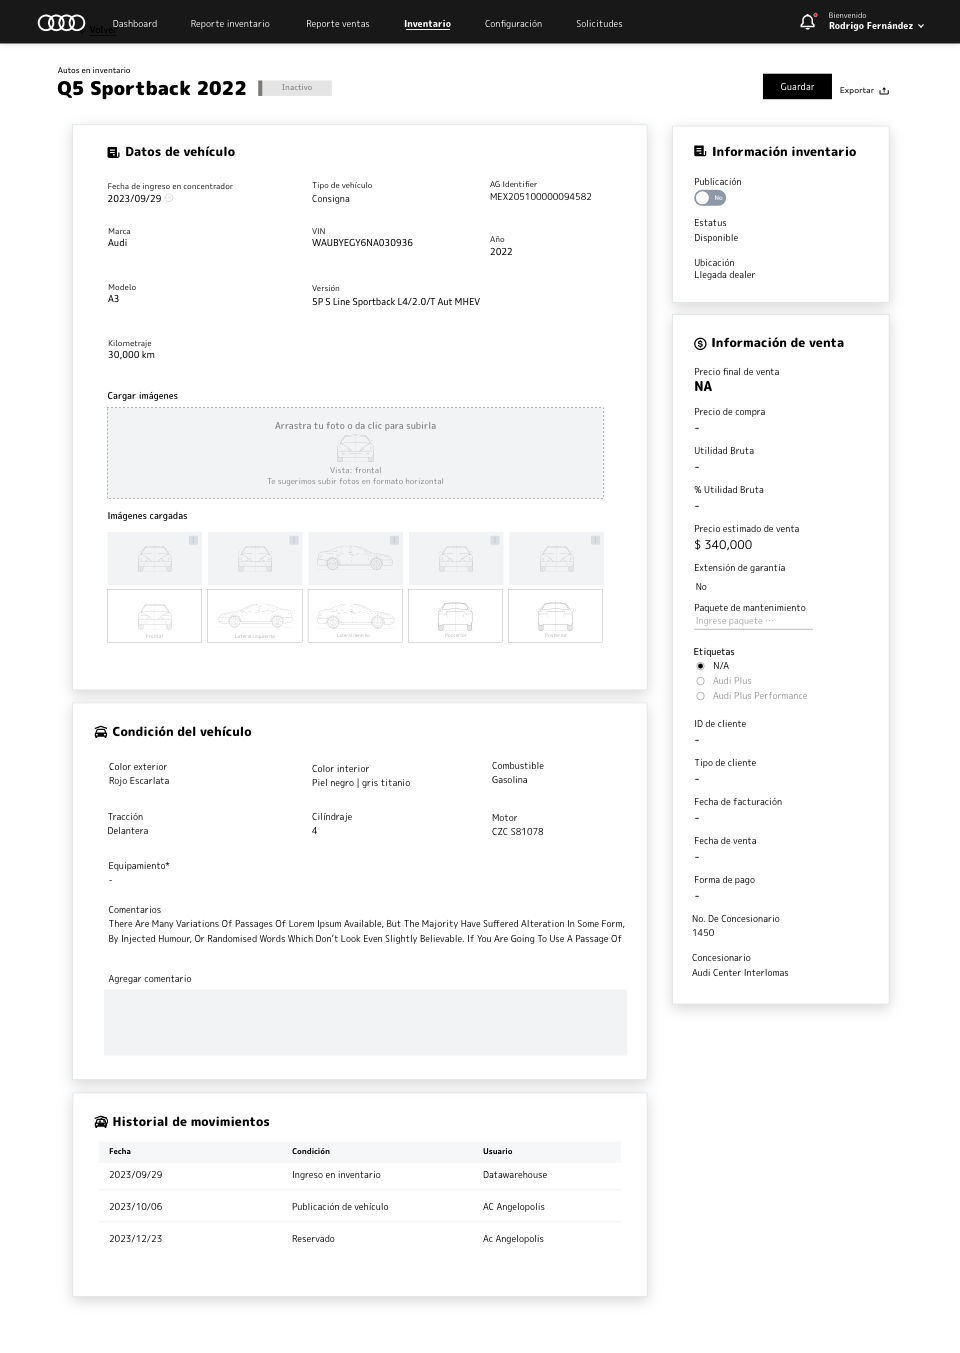 Volver
Dashboard
Reporte inventario
Reporte ventas
Inventario
Configuración
Solicitudes
Bienvenido
Rodrigo Fernández
Autos en inventario
Q5 Sportback 2022
Inactivo
Guardar
Exportar
Datos de vehículo
Fecha de ingreso en concentrador
2023/09/29
Tipo de vehículo
Consigna
AG Identifier
MEX205100000094582
Marca
Audi
VIN
WAUBYEGY6NA030936
Año
2022
Modelo
A3
Versión
5P S Line Sportback L4/2.0/T Aut MHEV
Kilometraje
30,000 km
Cargar imágenes
Arrastra tu foto o da clic para subirla
Vista: frontal
Te sugerimos subir fotos en formato horizontal
Imágenes cargadas
Frontal
Lateral izquierdo
Lateral derecho
Posterior
Posterior
Condición del vehículo
Color exterior
Rojo Escarlata
Color interior
Piel negro | gris titanio
Combustible
Gasolina
Tracción
Delantera
Cilíndraje
4
Motor
CZC S81078
Equipamiento*
-
Comentarios
There Are Many Variations Of Passages Of Lorem Ipsum Available, But The Majority Have Suffered Alteration In Some Form,
By Injected Humour, Or Randomised Words Which Don't Look Even Slightly Believable. If You Are Going To Use A Passage Of
Agregar comentario
Historial de movimientos
Fecha
Condición
Usuario
2023/09/29
Ingreso en inventario
Datawarehouse
2023/10/06
Publicación de vehículo
AC Angelopolis
2023/12/23
Reservado
Ac Angelopolis
Información inventario
Publicación
No
Estatus
Disponible
Ubicación
Llegada dealer
Información de venta
Precio final de venta
NA
Precio de compra
-
Utilidad Bruta
-
% Utilidad Bruta
-
Precio estimado de venta
$ 340,000
Extensión de garantía
No
Paquete de mantenimiento
Ingrese paquete ···
Etiquetas
N/A
Audi Plus
Audi Plus Performance
ID de cliente
-
Tipo de cliente
-
Fecha de facturación
-
Fecha de venta
-
Forma de pago
-
No. De Concesionario
1450
Concesionario
Audi Center Interlomas